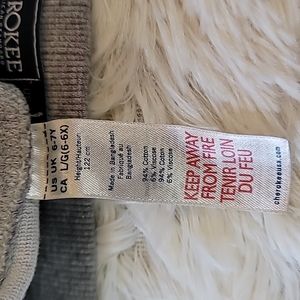 ROKEE
US UK 6-7Y
CA L/G(6-6X)
Height/Hauteur
122 cm
Made in Bangladesh
Fabriqué au
Bangladesh
94% Cotton
6% Viscose
94% Cotton
6% Viscose
KEEP AWAY
FROM FIRE
TENIR LOIN
DU FEU
cherokeeusa.com